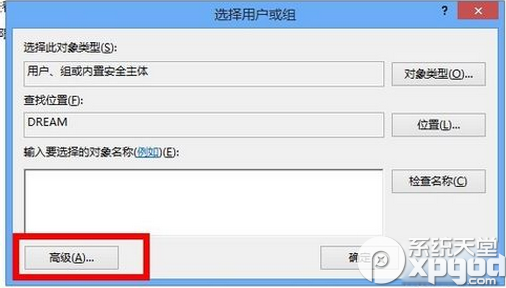 选择用户或组
选择此对象类型(S):
用户、组或内置安全主体
对象类型(O)...
查找位置(F):
DREAM
位置(L)...
输入要选择的对象名称(例如)(E):
检查名称(C)
高级(A)...
确定
系统天堂
xpgod